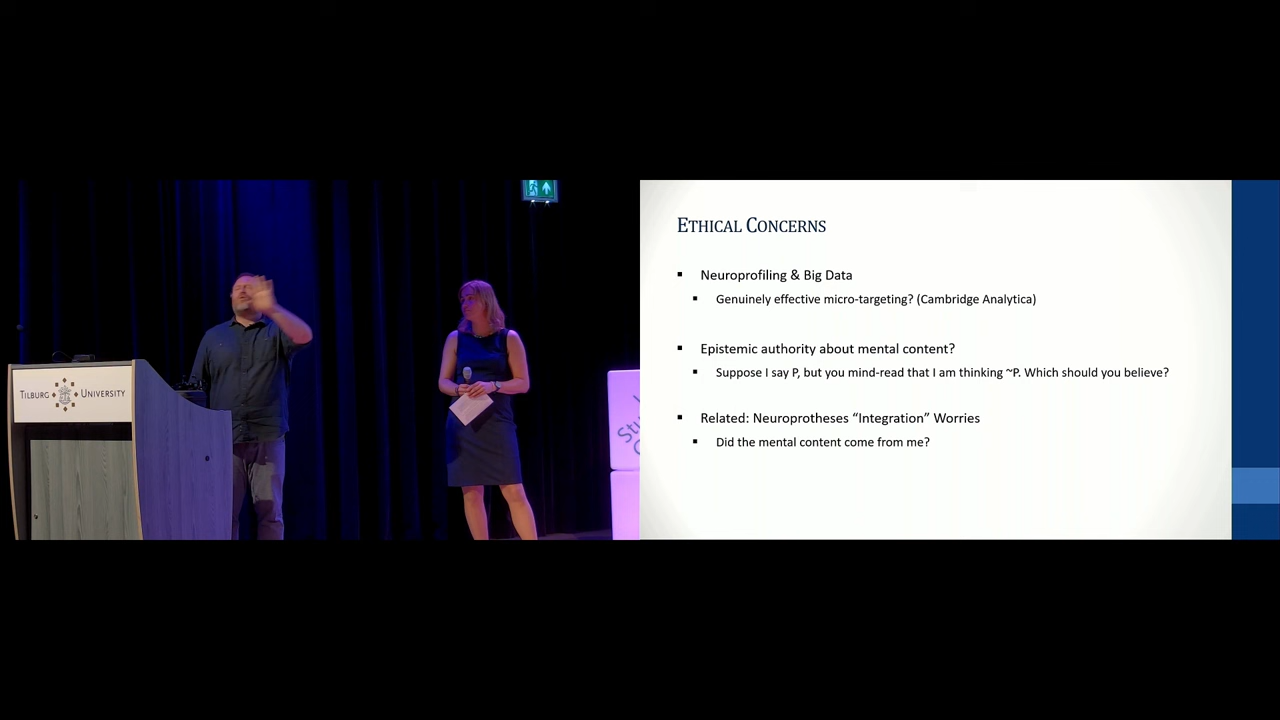 TILBURG UNIVERSITY
ETHICAL CONCERNS
▪ Neuroprofiling & Big Data
▪ Genuinely effective micro-targeting? (Cambridge Analytica)
▪ Epistemic authority about mental content?
▪ Suppose I say P, but you mind-read that I am thinking ~P. Which should you believe?
▪ Related: Neuroprotheses “Integration” Worries
▪ Did the mental content come from me?